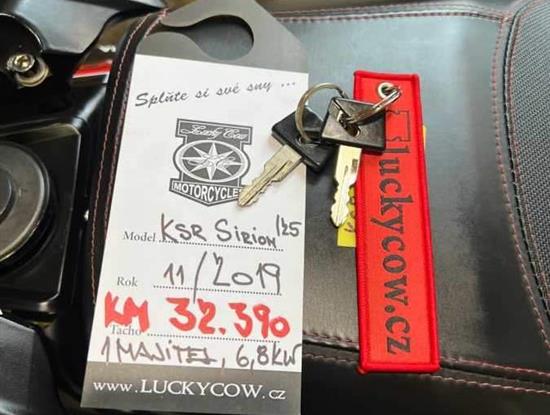 Splňte si své sny ...
Lucky Cow
MOTORCYCLES
Model KSR Sirion 125
Rok 11/2019
KM 32.390
Tacho
1 MAJITEL, 6,8 KW
www.LUCKYCOW.cz
luckycow.cz